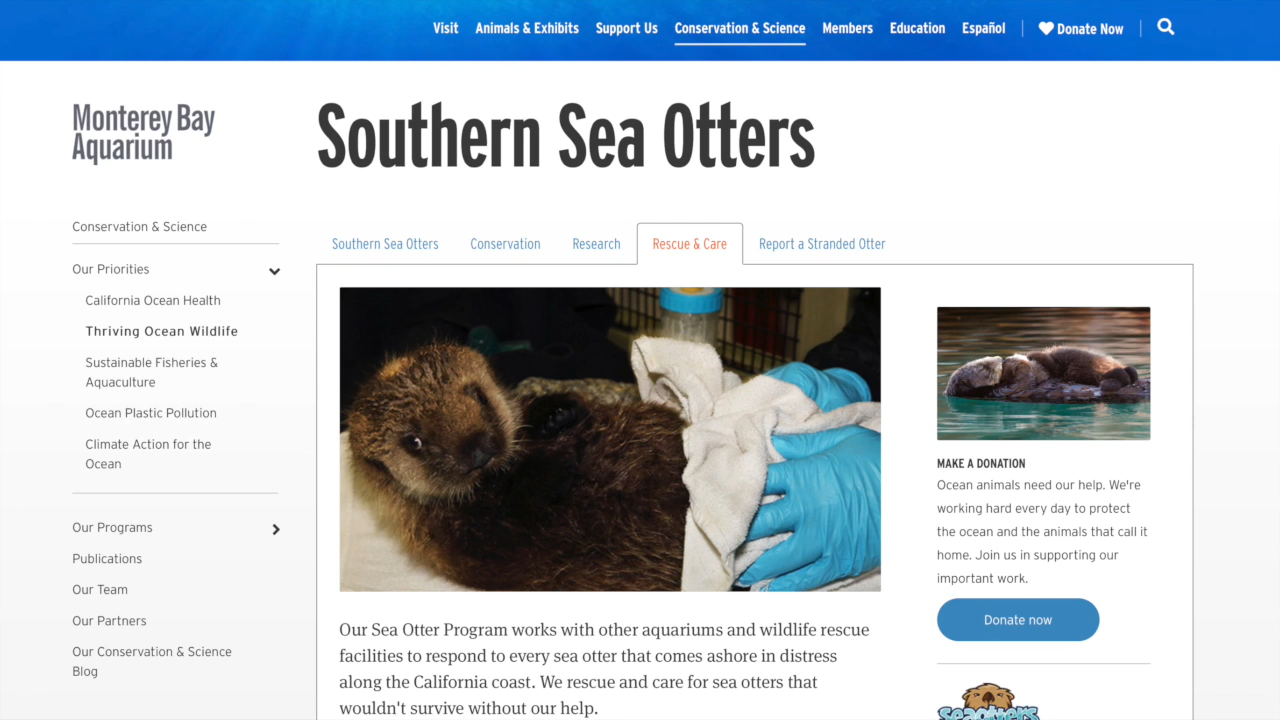 Visit Animals & Exhibits Support Us Conservation & Science Members Education Español Donate Now
Monterey Bay
Aquarium
Southern Sea Otters
Conservation & Science
Our Priorities
California Ocean Health
Thriving Ocean Wildlife
Sustainable Fisheries &
Aquaculture
Ocean Plastic Pollution
Climate Action for the
Ocean
Our Programs
Publications
Our Team
Our Partners
Our Conservation & Science
Blog
Southern Sea Otters Conservation Research Rescue & Care Report a Stranded Otter
Our Sea Otter Program works with other aquariums and wildlife rescue
facilities to respond to every sea otter that comes ashore in distress
along the California coast. We rescue and care for sea otters that
wouldn't survive without our help.
MAKE A DONATION
Ocean animals need our help. We're
working hard every day to protect
the ocean and the animals that call it
home. Join us in supporting our
important work.
Donate now
seaotters